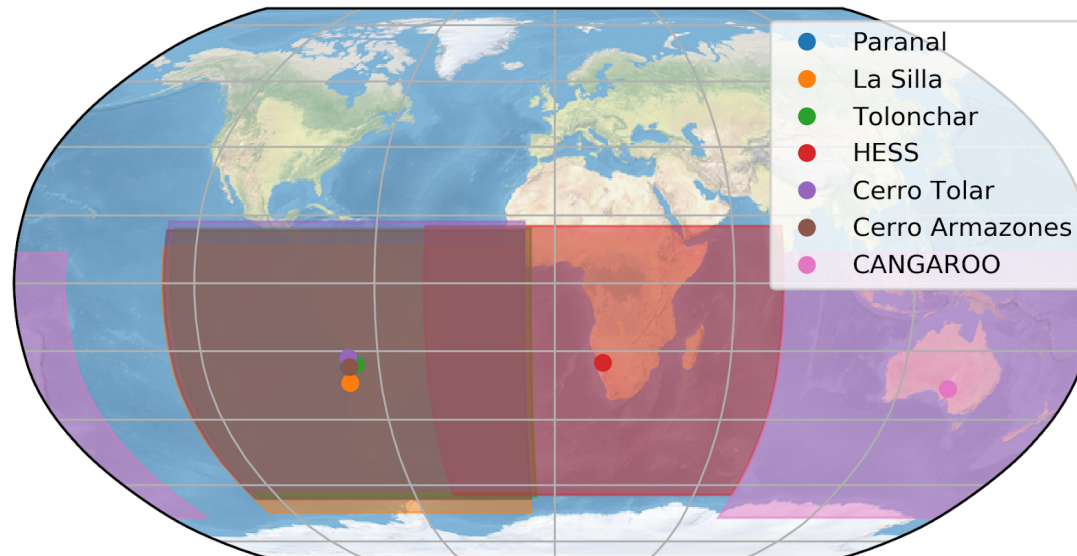 Paranal
La Silla
Tolonchar
HESS
Cerro Tolar
Cerro Armazones
CANGAROO